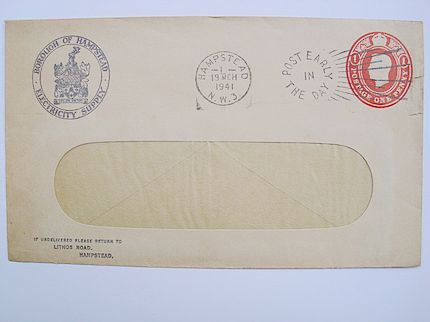 BOROUGH OF HAMPSTEAD
ELECTRICITY SUPPLY
HAMPSTEAD
1
19 MCH
1941
N.W.3.
POST EARLY
IN
THE DAY
POSTAGE ONE PENNY
IF UNDELIVERED PLEASE RETURN TO
LITHOS ROAD,
HAMPSTEAD.